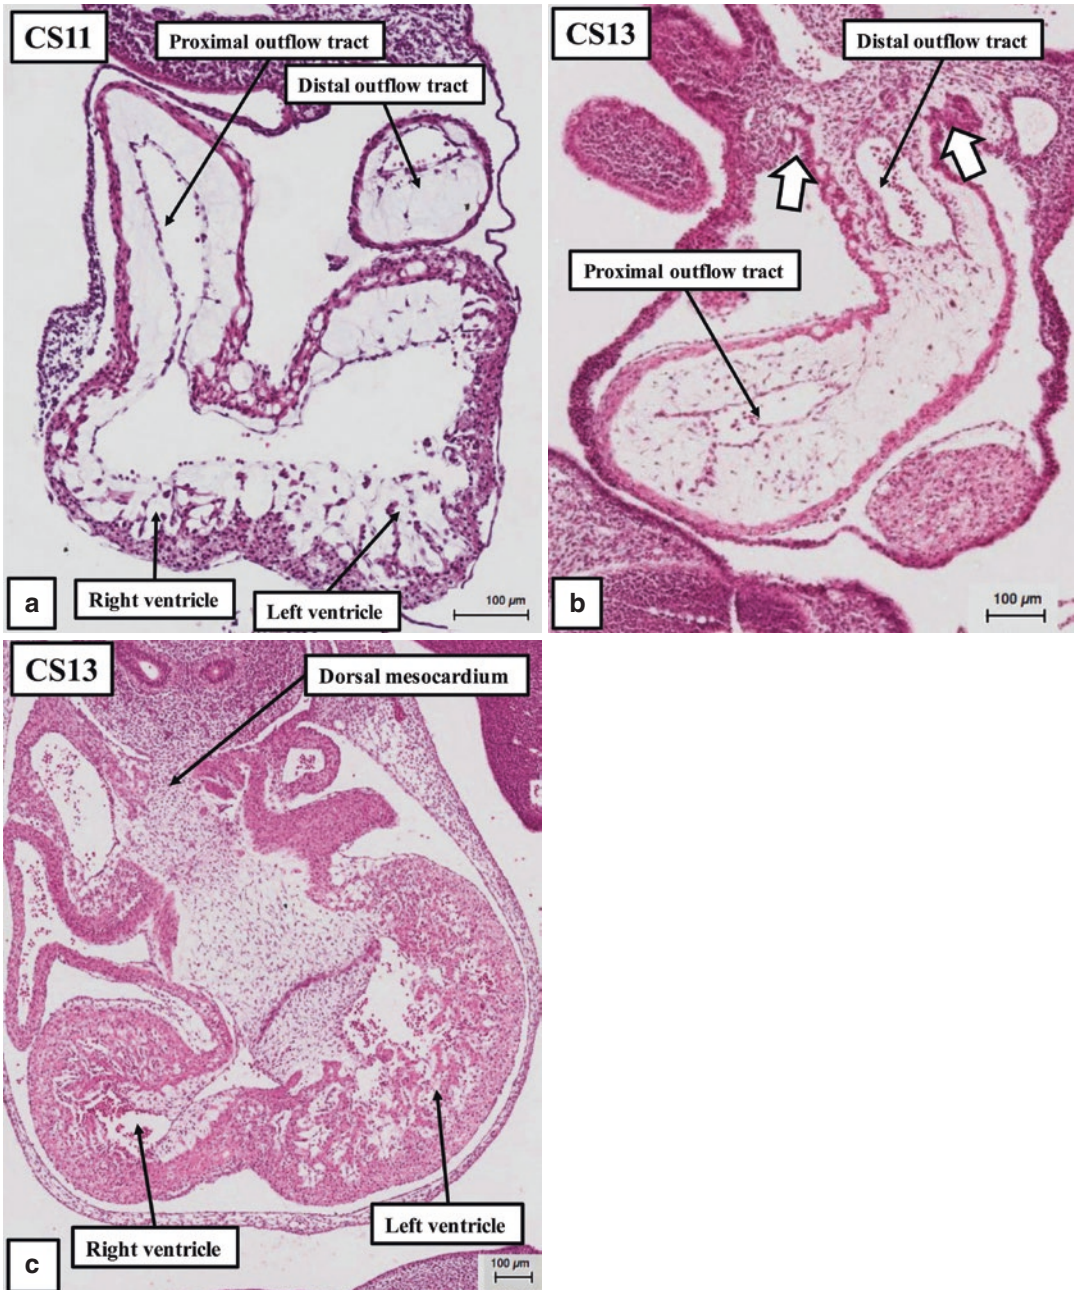 CS11
Proximal outflow tract
Distal outflow tract
Right ventricle
Left ventricle
100 µm
a
CS13
Distal outflow tract
Proximal outflow tract
100 µm
b
CS13
Dorsal mesocardium
Right ventricle
Left ventricle
100 µm
c